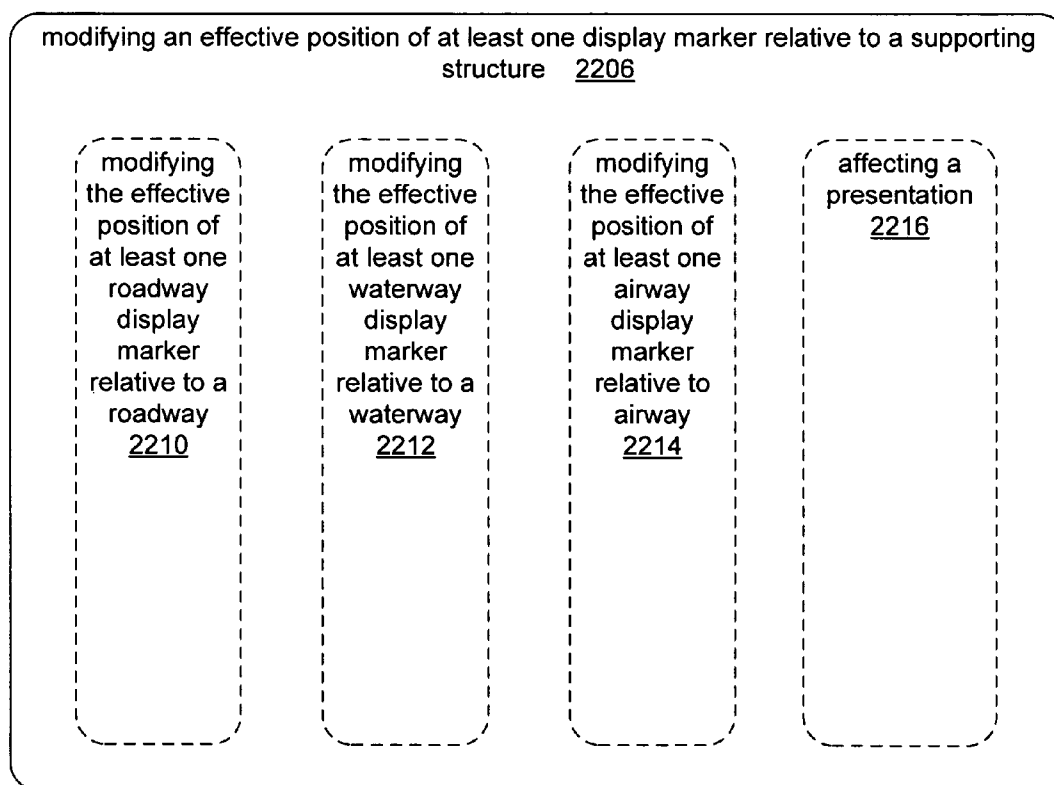 modifying an effective position of at least one display marker relative to a supporting
structure 2206
modifying
the effective
position of
at least one
roadway
display
marker
relative to a
roadway
2210
modifying
the effective
position of
at least one
waterway
display
marker
relative to a
waterway
2212
modifying
the effective
position of
at least one
airway
display
marker
relative to
airway
2214
affecting a
presentation
2216